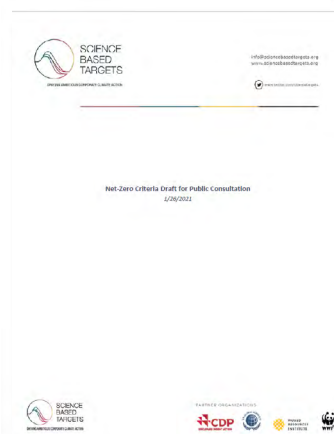 SCIENCE
BASED
TARGETS
DRIVING AMBITIOUS CORPORATE CLIMATE ACTION
info@sciencebasedtargets.org
www.sciencebasedtargets.org
Net-Zero Criteria Draft for Public Consultation
1/26/2021
SCIENCE
BASED
TARGETS
DRIVING AMBITIOUS CORPORATE CLIMATE ACTION
PARTNER ORGANIZATIONS
CDP
WORLD
RESOURCES
INSTITUTE
WWF